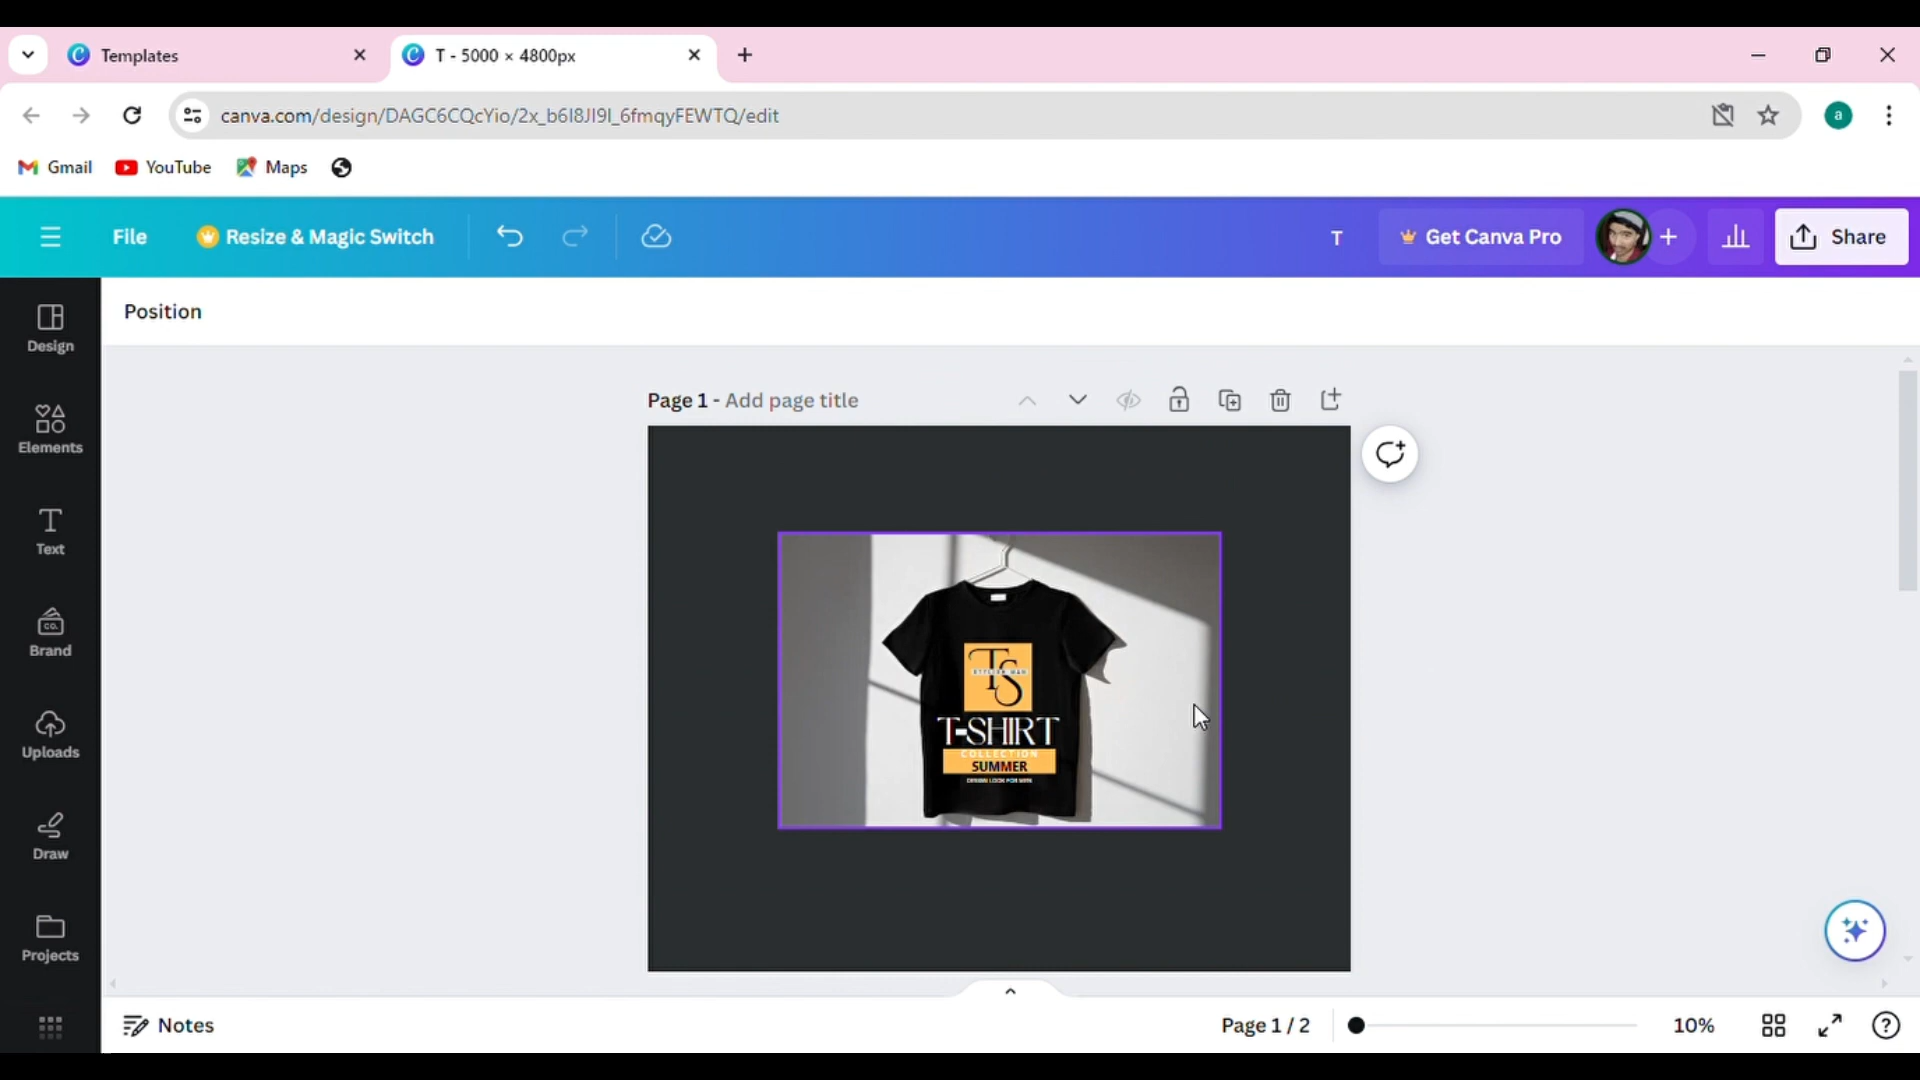 Templates
T - 5000 × 4800px
canva.com/design/DAGC6CQcYio/2x_b6I8JI9I_6fmqyFEWTQ/edit
a
Gmail
YouTube
Maps
File
Resize & Magic Switch
T
Get Canva Pro
Share
Position
Design
Elements
Text
CO.
Brand
Uploads
Draw
Projects
Page 1 - Add page title
TS
T-SHIRT
COLLECTION
SUMMER
Notes
Page 1 / 2
10%